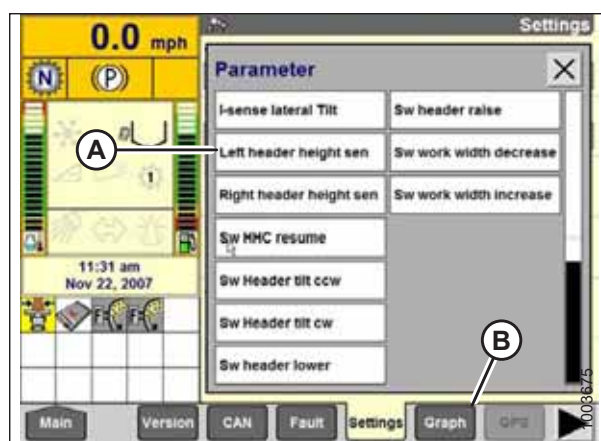 0.0 mph
Settings
N
(P)
Parameter
I-sense lateral Tilt
Sw header raise
A
Left header height sen
Sw work width decrease
1
Right header height sen
Sw work width increase
Sw HHC resume
11:31 am
Nov 22, 2007
Sw Header tilt ccw
F=
F=
Sw Header tilt cw
B
Sw header lower
1003675
Main
Version
CAN
Fault
Settings
Graph
GPS